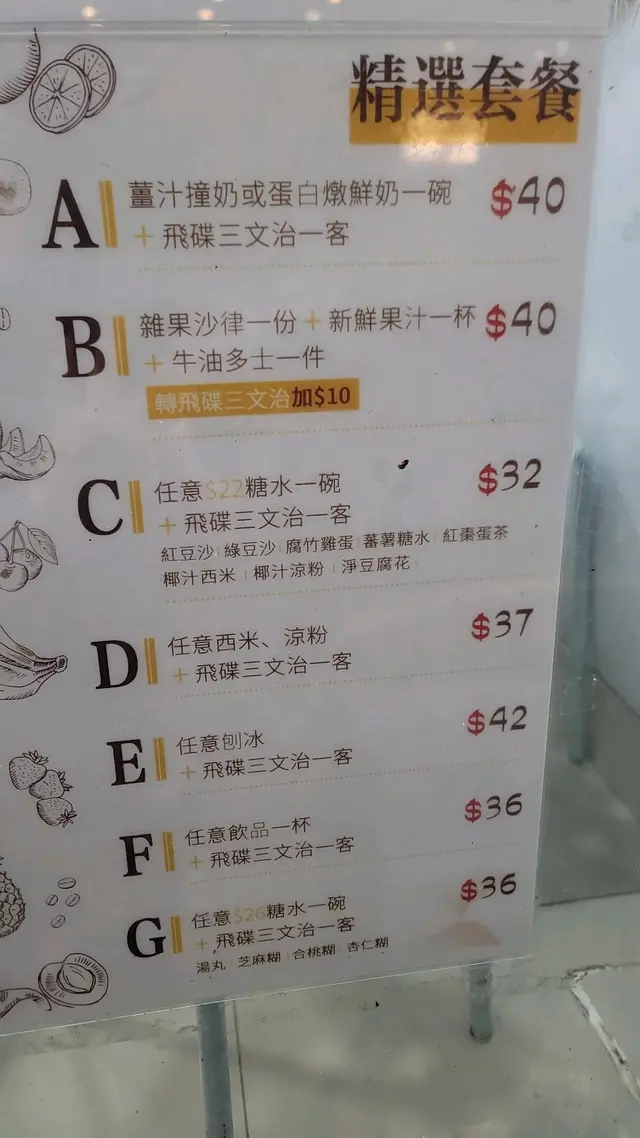 精選套餐
A 薑汁撞奶或蛋白燉鮮奶一碗 $40
+ 飛碟三文治一客
B 雜果沙律一份 + 新鮮果汁一杯 $40
+ 牛油多士一件
轉飛碟三文治加$10
C 任意$22糖水一碗 $32
+ 飛碟三文治一客
紅豆沙 | 綠豆沙 | 腐竹雞蛋 | 蕃薯糖水 | 紅棗蛋茶
椰汁西米 | 椰汁涼粉 | 淨豆腐花
D 任意西米、涼粉 $37
+ 飛碟三文治一客
E 任意刨冰 $42
+ 飛碟三文治一客
F 任意飲品一杯 $36
+ 飛碟三文治一客
G 任意$26糖水一碗 $36
+ 飛碟三文治一客
湯丸 | 芝麻糊 | 合桃糊 | 杏仁糊